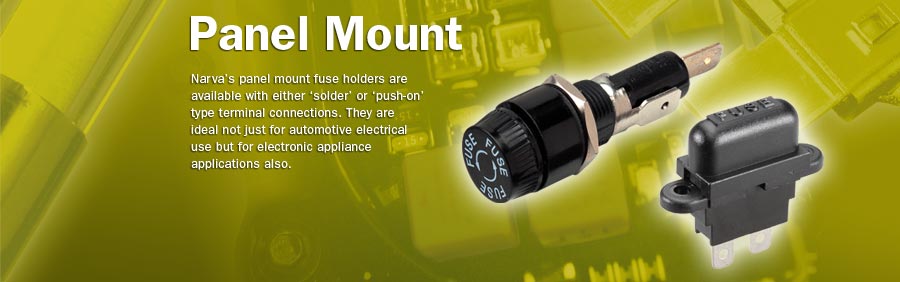 Panel Mount
Narva's panel mount fuse holders are
available with either 'solder' or 'push-on'
type terminal connections. They are
ideal not just for automotive electrical
use but for electronic appliance
applications also.
FUSE
FUSE
FUSE
FUSE